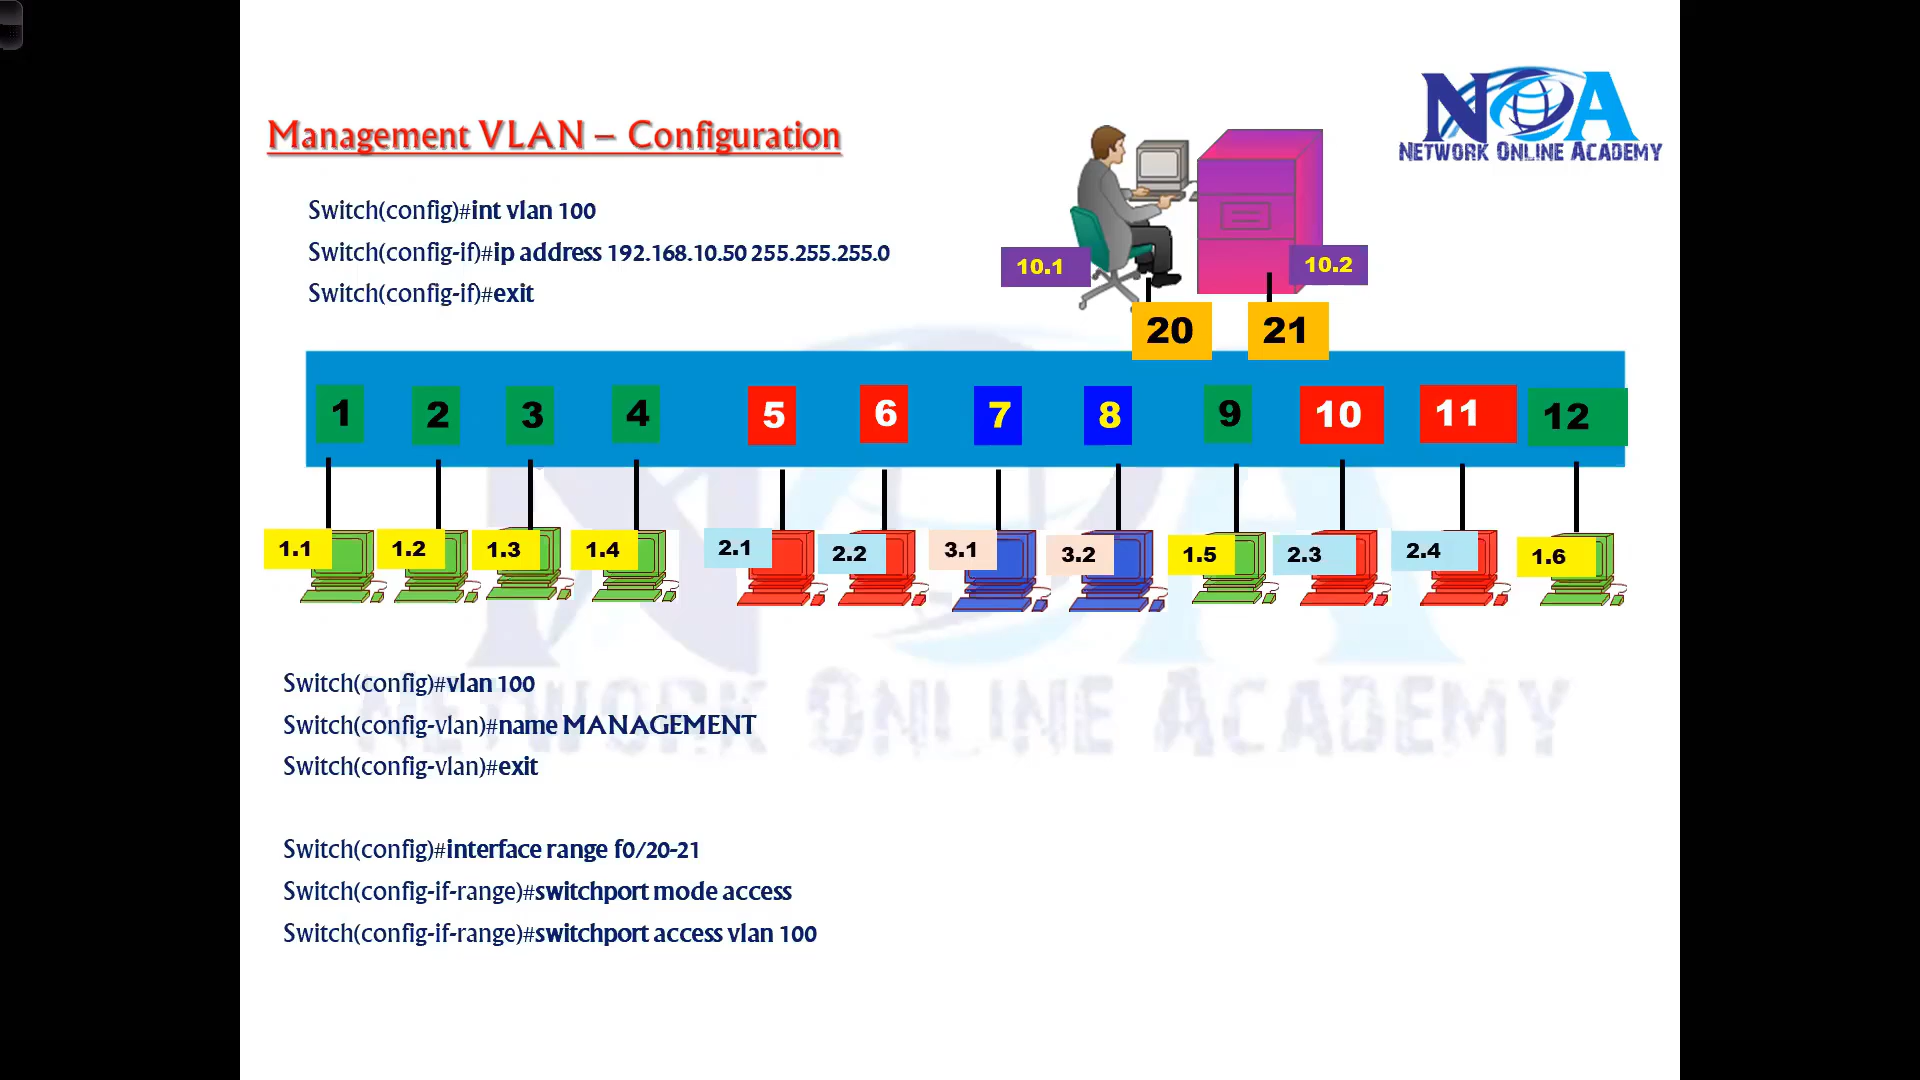 NOA
NETWORK ONLINE ACADEMY
Management VLAN – Configuration
Switch(config)#int vlan 100
Switch(config-if)#ip address 192.168.10.50 255.255.255.0
Switch(config-if)#exit
10.1
10.2
20 21
1 2 3 4 5 6 7 8 9 10 11 12
1.1 1.2 1.3 1.4 2.1 2.2 3.1 3.2 1.5 2.3 2.4 1.6
NETWORK ONLINE ACADEMY
Switch(config)#vlan 100
Switch(config-vlan)#name MANAGEMENT
Switch(config-vlan)#exit
Switch(config)#interface range f0/20-21
Switch(config-if-range)#switchport mode access
Switch(config-if-range)#switchport access vlan 100